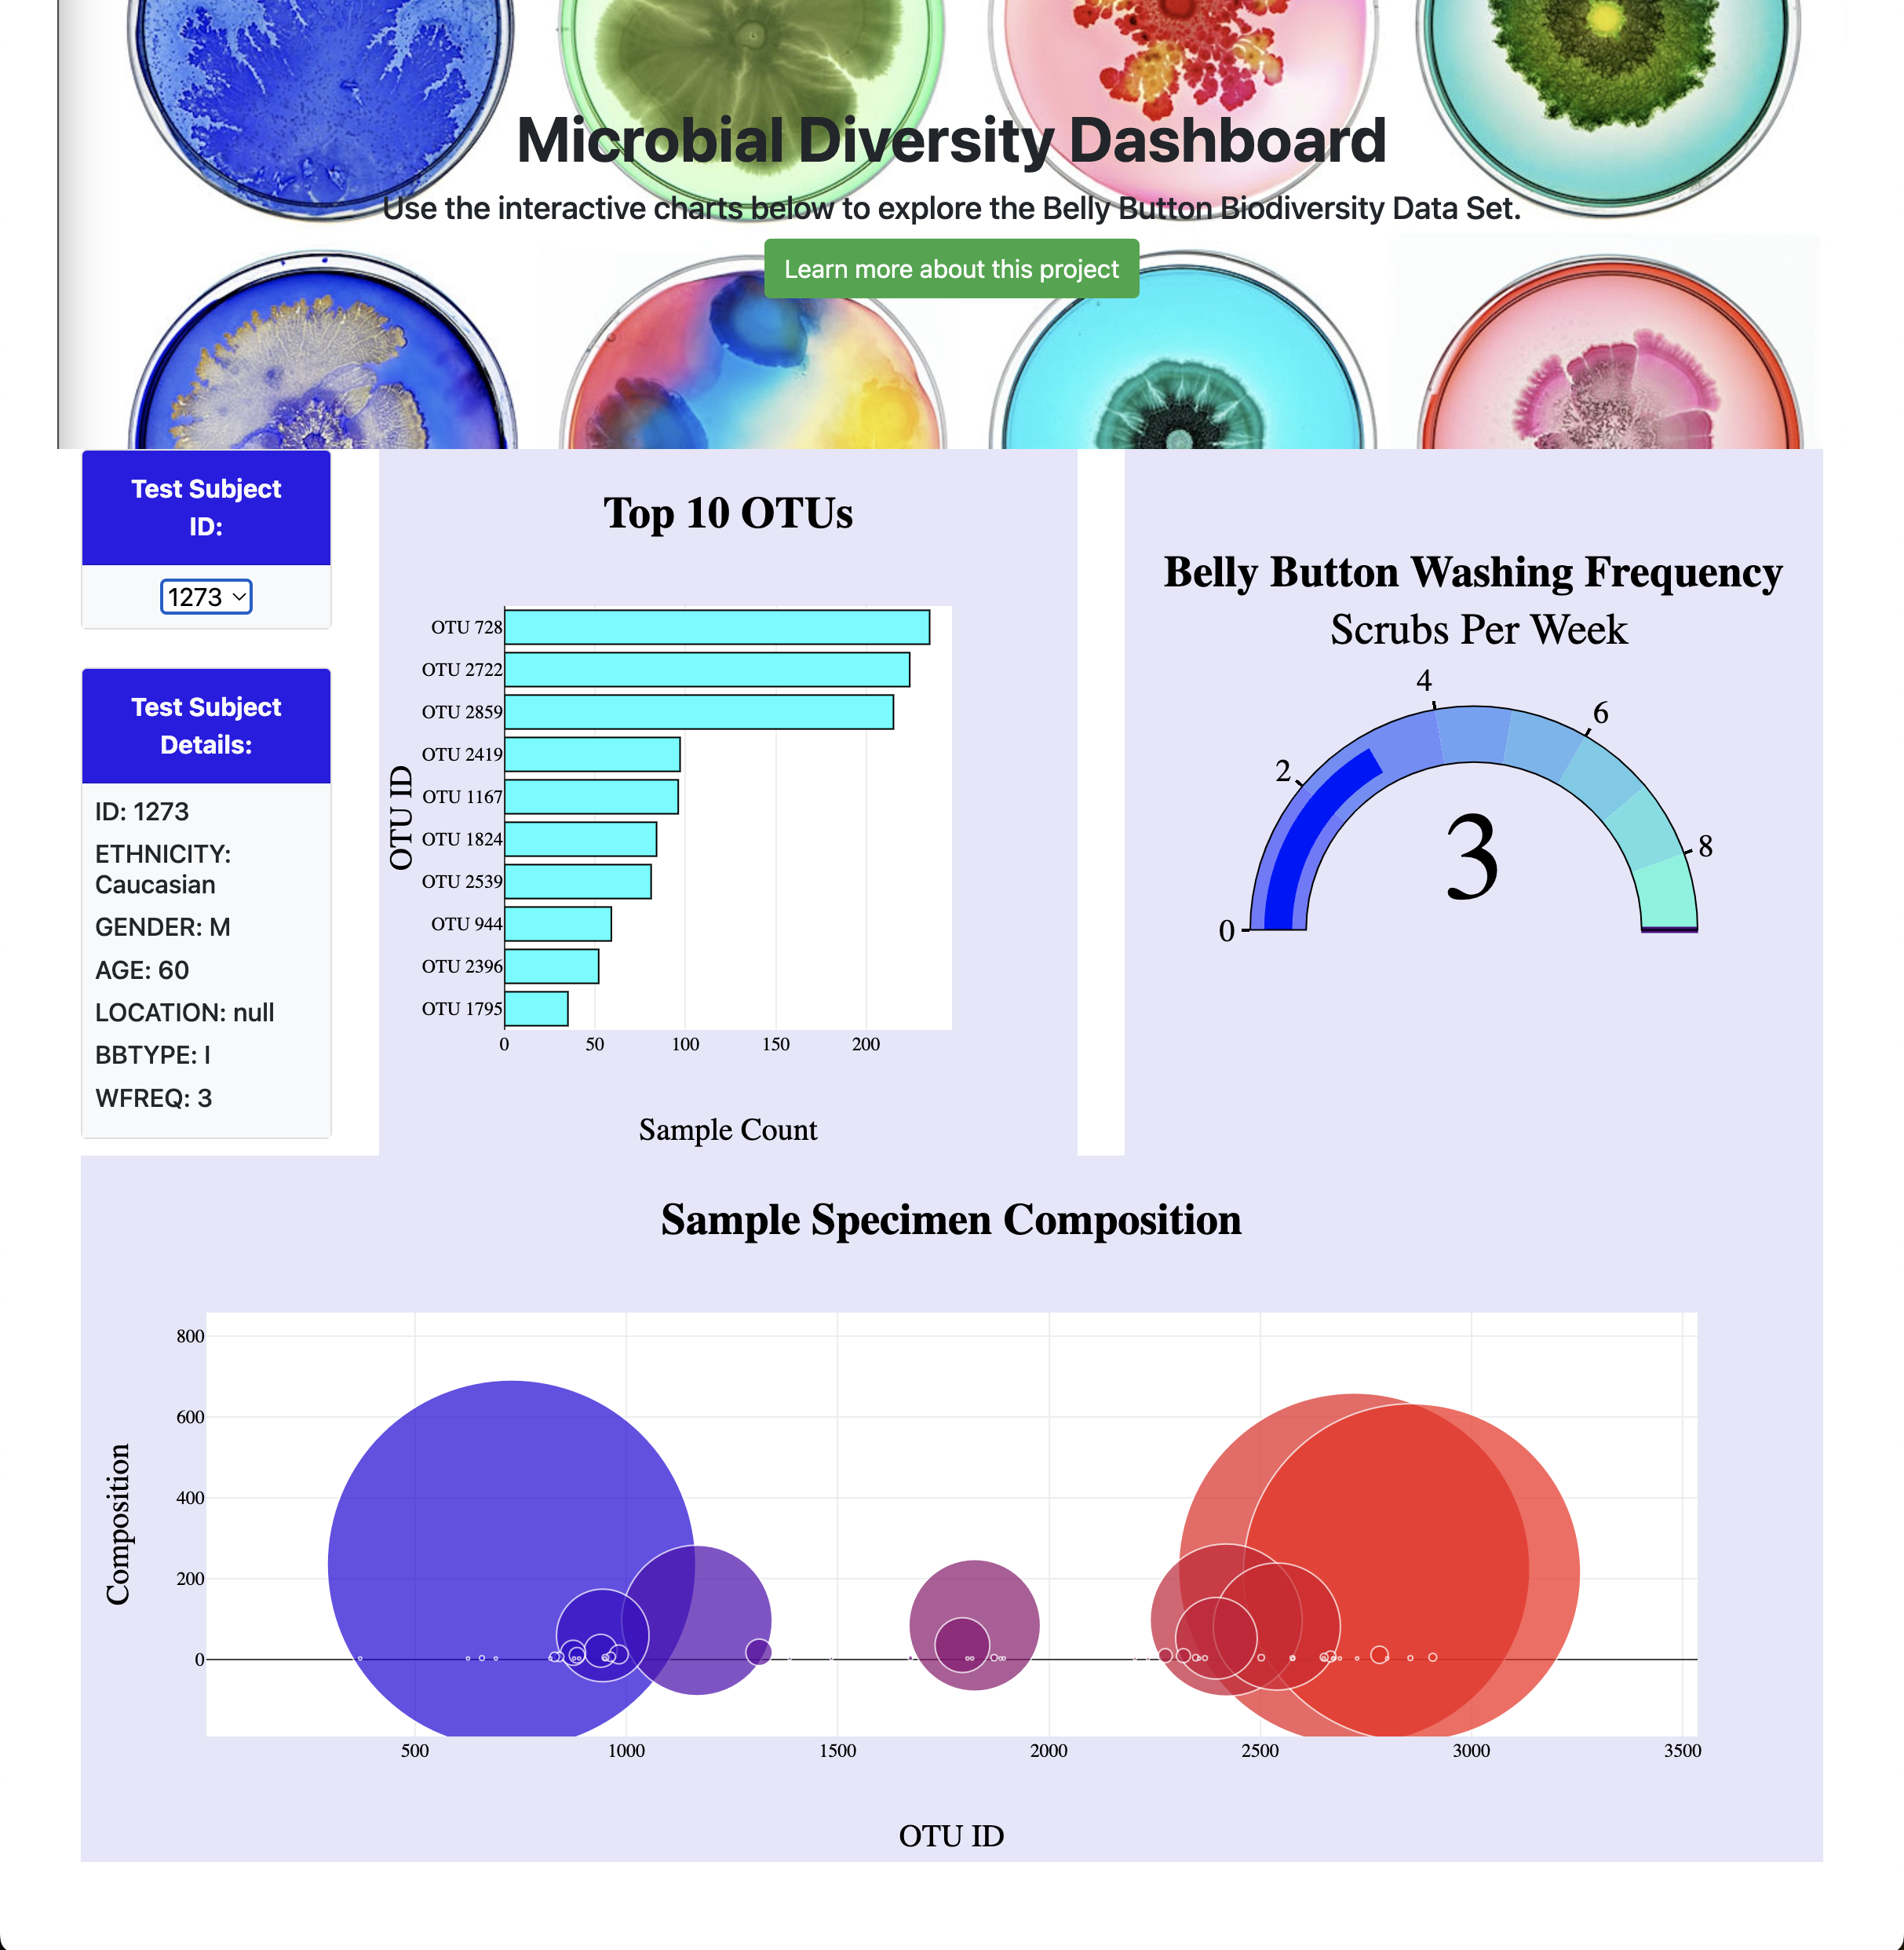 Microbial Diversity Dashboard
Use the interactive charts below to explore the Belly Button Biodiversity Data Set.
Learn more about this project
Test Subject
ID:
1273
Test Subject
Details:
ID: 1273
ETHNICITY:
Caucasian
GENDER: M
AGE: 60
LOCATION: null
BBTYPE: I
WFREQ: 3
Top 10 OTUs
OTU ID
OTU 728
OTU 2722
OTU 2859
OTU 2419
OTU 1167
OTU 1824
OTU 2539
OTU 944
OTU 2396
OTU 1795
0 50 100 150 200
Sample Count
Belly Button Washing Frequency
Scrubs Per Week
0
2
4
6
8
3
Sample Specimen Composition
Composition
800
600
400
200
0
500 1000 1500 2000 2500 3000 3500
OTU ID